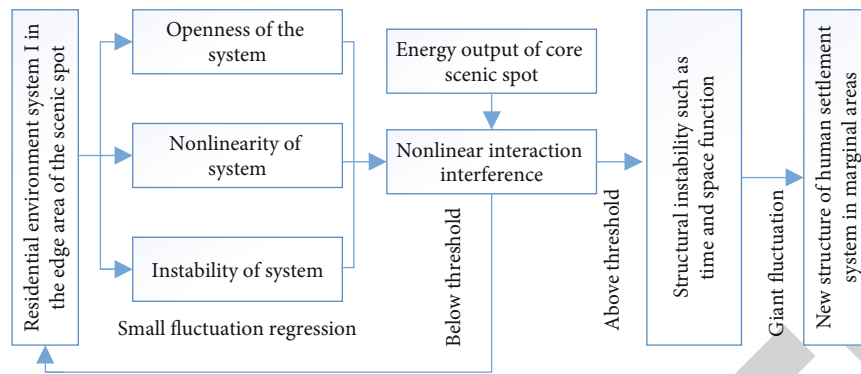 Residential environment system I in
the edge area of the scenic spot
Openness of the
system
Nonlinearity of
system
Instability of system
Small fluctuation regression
Energy output of core
scenic spot
Nonlinear interaction
interference
Below threshold
Above threshold
Structural instability such as
time and space function
Giant fluctuation
New structure of human settlement
system in marginal areas